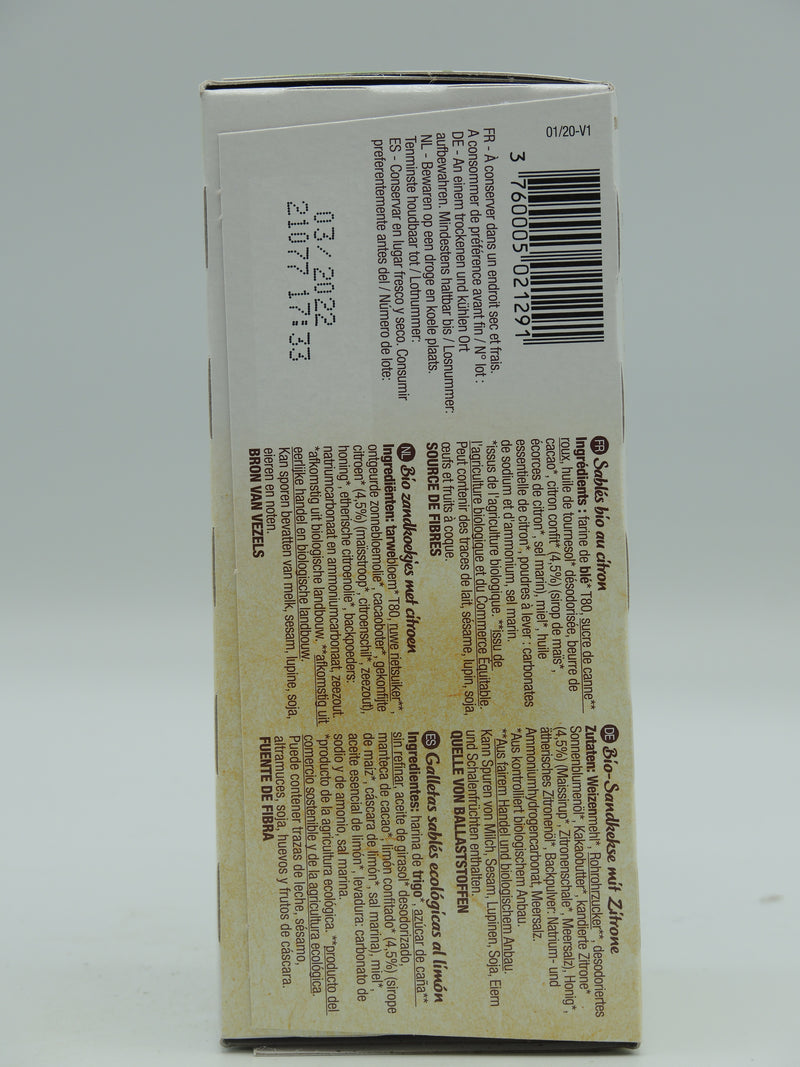 01/20-V1
3 760005 021291
FR - À conserver dans un endroit sec et frais.
A consommer de préférence avant fin / N° lot :
DE - An einem trockenen und kühlen Ort
aufbewahren. Mindestens haltbar bis / Losnummer:
NL - Bewaren op een droge en koele plaats.
Tenminste houdbaar tot / Lotnummer:
ES - Conservar en lugar fresco y seco. Consumir
preferentemente antes del / Número de lote:
03/2022
21077 17:33
FR Sablés bio au citron
Ingrédients : farine de blé* T80, sucre de canne**
roux, huile de tournesol* désodorisée, beurre de
cacao*, citron confit* (4,5%) (sirop de maïs*,
écorces de citron*, sel marin), miel*, huile
essentielle de citron*, poudres à lever : carbonates
de sodium et d'ammonium, sel marin.
*issus de l'agriculture biologique. **issu de
l'agriculture biologique et du Commerce Equitable.
Peut contenir des traces de lait, sésame, lupin, soja,
œufs et fruits à coque.
SOURCE DE FIBRES
DE Bio-Sandkekse mit Zitrone
Zutaten: Weizenmehl*, Rohrohrzucker**, desodoriertes
Sonnenblumenöl*, Kakaobutter*, kandierte Zitrone*
(4,5%) (Maissirup*, Zitronenschale*, Meersalz), Honig*,
ätherisches Zitronenöl*, Backpulver: Natrium- und
Ammoniumhydrogencarbonat, Meersalz.
*Aus kontrolliert biologischem Anbau.
**Aus fairem Handel und biologischem Anbau.
Kann Spuren von Milch, Sesam, Lupinen, Soja, Eiern
und Schalenfrüchten enthalten.
QUELLE VON BALLASTSTOFFEN
NL Bio zandkoekjes met citroen
Ingrediënten: tarwebloem* T80, ruwe rietsuiker**,
ontgeurde zonnebloemolie*, cacaoboter*, gekonfijte
citroen* (4,5%) (maïsstroop*, citroenschil*, zeezout),
honing*, etherische citroenolie*, backpoeders:
natriumcarbonaat en ammoniumcarbonaat, zeezout.
*afkomstig uit biologische landbouw. **afkomstig uit
eerlijke handel en biologische landbouw.
Kan sporen bevatten van melk, sesam, lupine, soja,
eieren en noten.
BRON VAN VEZELS
ES Galletas sablés ecológicas al limón
Ingredientes: harina de trigo*, azúcar de caña**
sin refinar, aceite de girasol* desodorizado,
manteca de cacao*, limón confitado* (4,5%) (sirope
de maíz*, cáscara de limón*, sal marina), miel*,
aceite esencial de limón*, levadura: carbonato de
sodio y de amonio, sal marina.
*producto de la agricultura ecológica. **producto del
comercio sostenible y de la agricultura ecológica.
Puede contener trazas de leche, sésamo,
altramuces, soja, huevos y frutos de cáscara.
FUENTE DE FIBRA